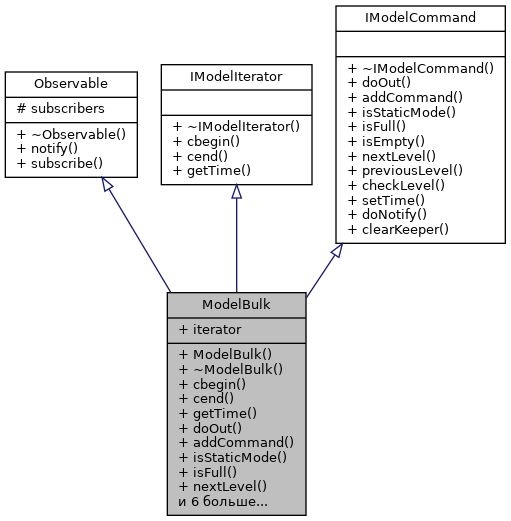 Observable
# subscribers
+ ~Observable()
+ notify()
+ subscribe()
IModelIterator
+ ~IModelIterator()
+ cbegin()
+ cend()
+ getTime()
IModelCommand
+ ~IModelCommand()
+ doOut()
+ addCommand()
+ isStaticMode()
+ isFull()
+ isEmpty()
+ nextLevel()
+ previousLevel()
+ checkLevel()
+ setTime()
+ doNotify()
+ clearKeeper()
ModelBulk
+ iterator
+ ModelBulk()
+ ~ModelBulk()
+ cbegin()
+ cend()
+ getTime()
+ doOut()
+ addCommand()
+ isStaticMode()
+ isFull()
+ nextLevel()
и 6 больше...